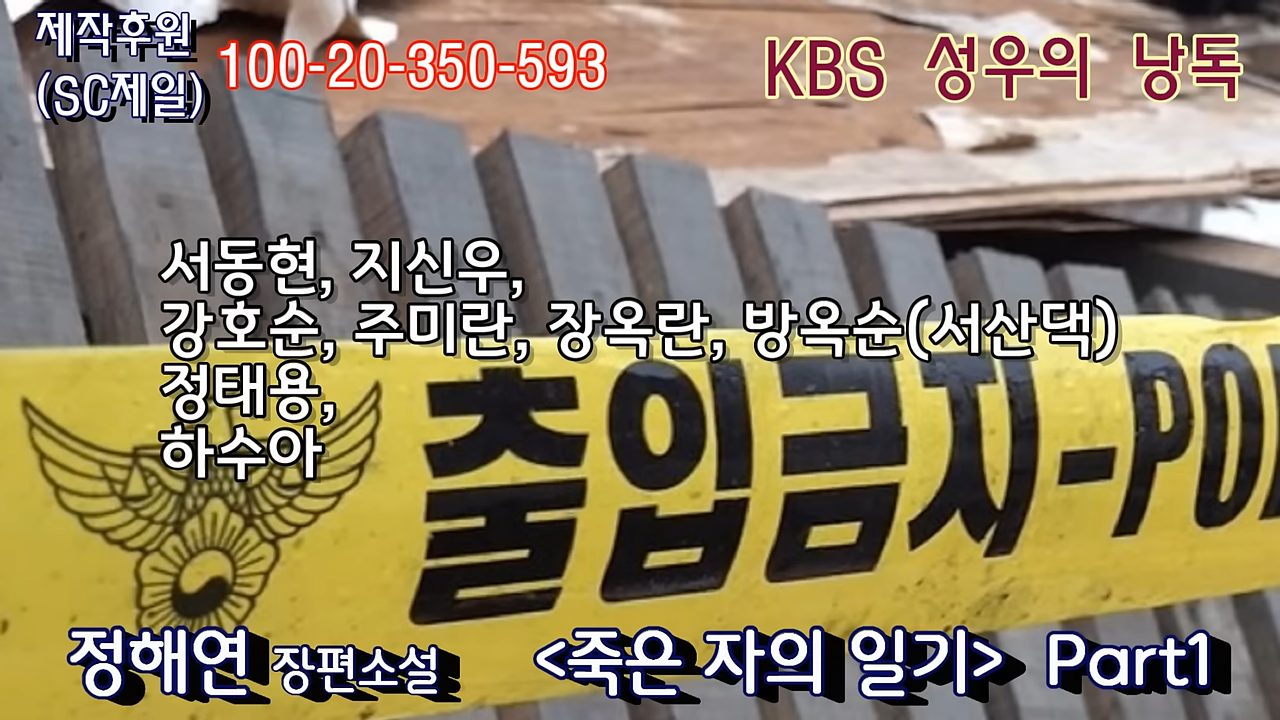 제작후원
(SC제일)
100-20-350-593
KBS 성우의 낭독
서동현, 지신우,
강호순, 주미란, 장옥란, 방옥순(서산댁)
정태용,
하수아
출입금지-POL
정해연 장편소설 <죽은 자의 일기> Part1